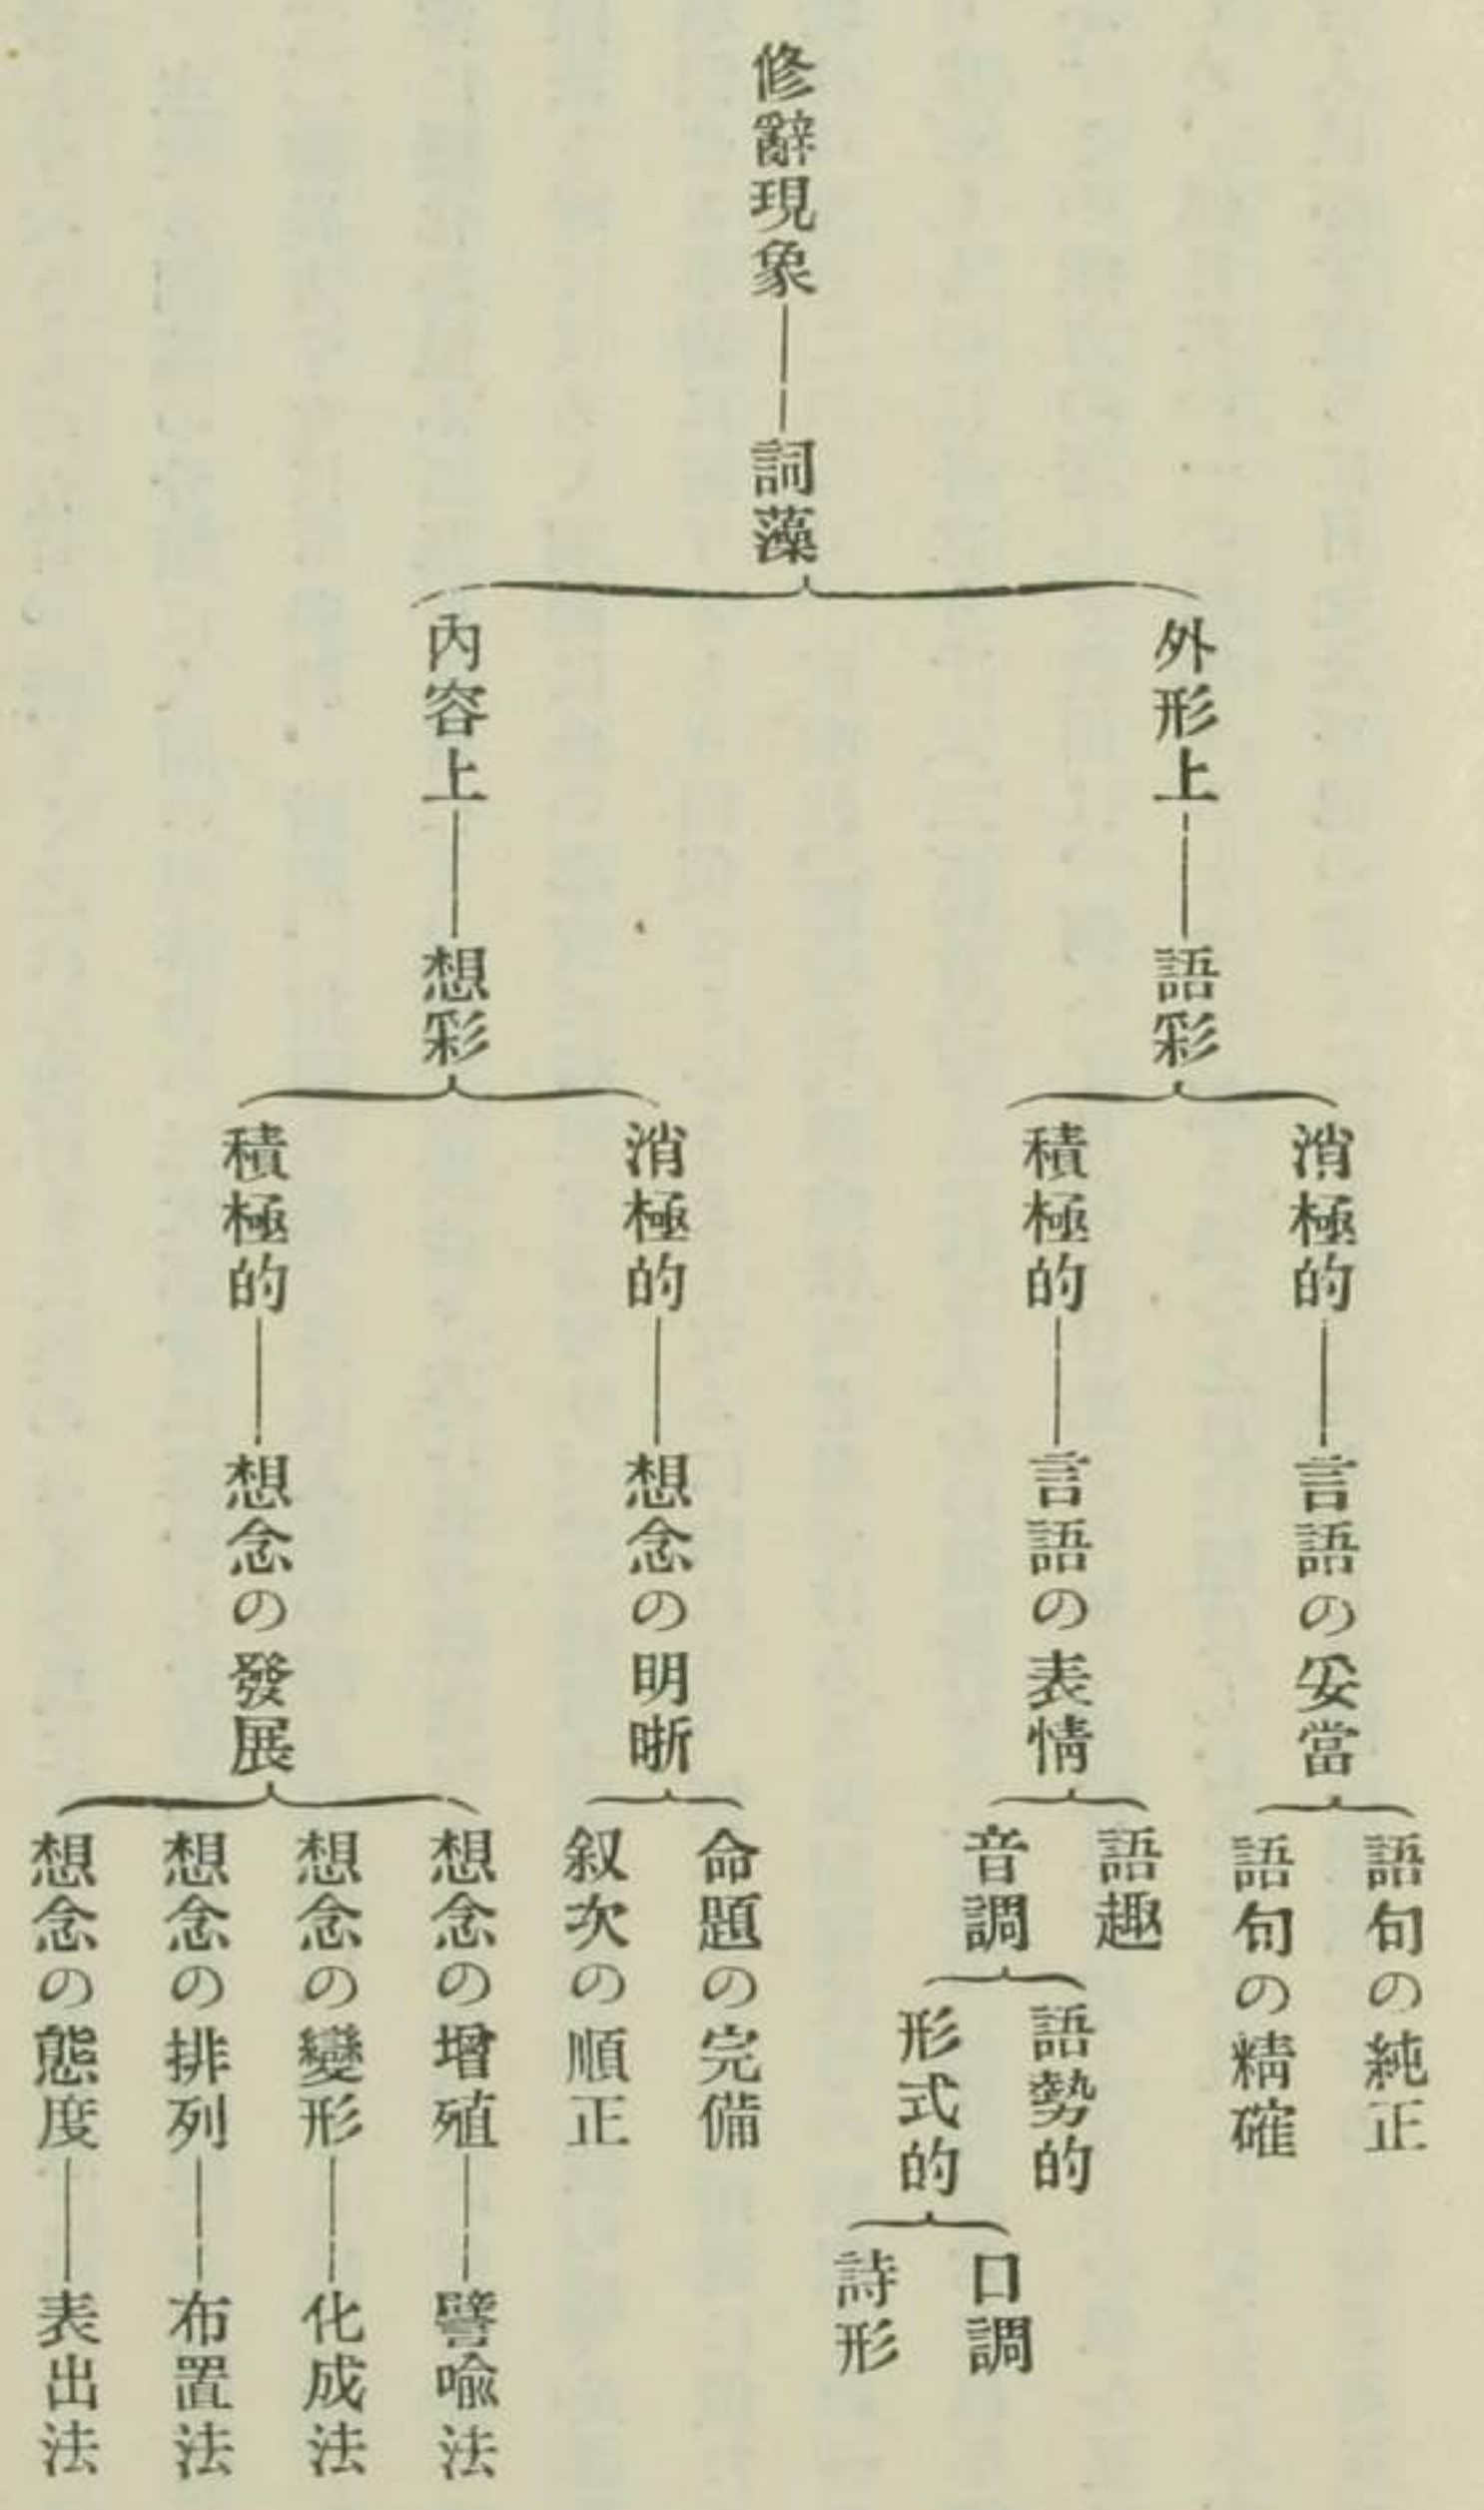 修辭現象
詞藻
外形上
語彩
消極的
言語の妥當
語句の純正
語句の精確
積極的
言語の表情
語趣
音調
語勢的
形式的
口調
詩形
內容上
想彩
消極的
想念の明晰
命題の完備
叙次の順正
積極的
想念の發展
想念の增殖
譬喩法
想念の變形
化成法
想念の排列
布置法
想念の態度
表出法